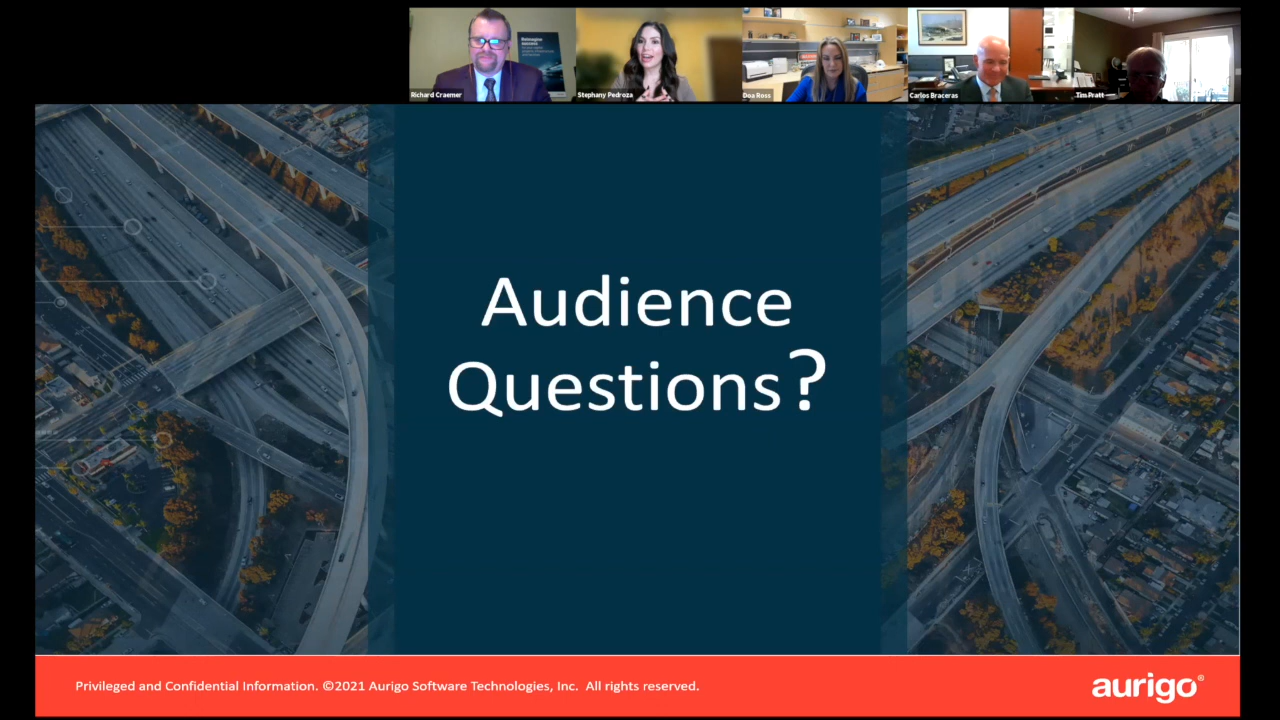 Richard Craemer
Stephany Pedroza
Dea Ross
Carlos Braceras
Tim Pratt
Audience
Questions?
Privileged and Confidential Information. ©2021 Aurigo Software Technologies, Inc. All rights reserved.
aurigo®